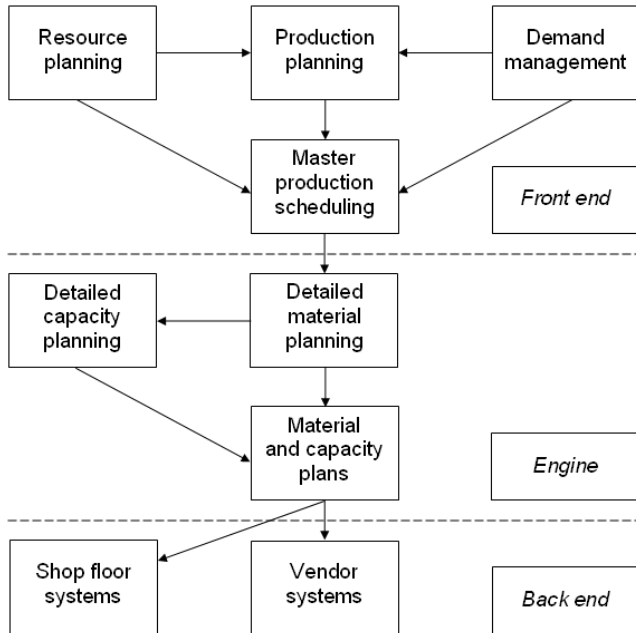 Resource
planning
Production
planning
Demand
management
Master
production
scheduling
Front end
Detailed
capacity
planning
Detailed
material
planning
Material
and capacity
plans
Engine
Shop floor
systems
Vendor
systems
Back end